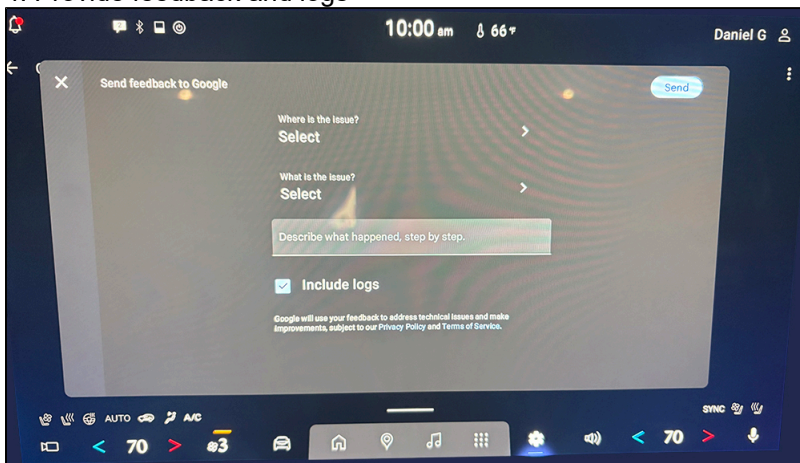 4. Provide feedback and logs
10:00 am 66°F
Daniel G
Send feedback to Google
Send
Where is the issue?
Select
What is the issue?
Select
Describe what happened, step by step.
Include logs
Google will use your feedback to address technical issues and make
improvements, subject to our Privacy Policy and Terms of Service.
AUTO A/C SYNC
70 3 70